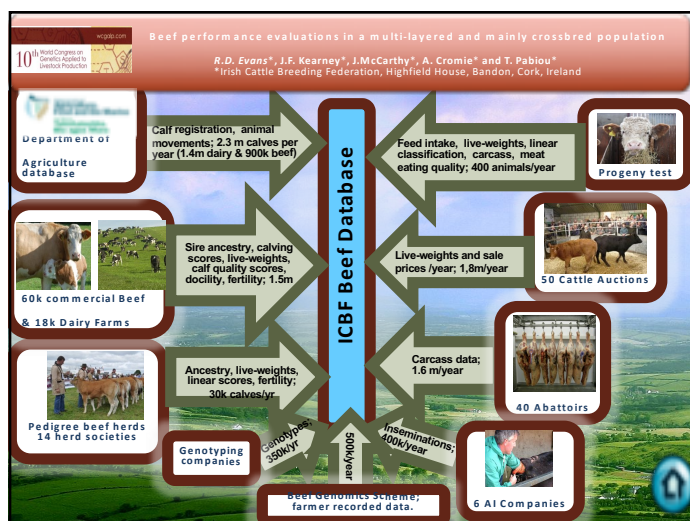 wcgalp.com
10th World Congress on
Genetics Applied to
Livestock Production
Beef performance evaluations in a multi-layered and mainly crossbred population
R.D. Evans*, J.F. Kearney*, J.McCarthy*, A. Cromie* and T. Pabiou*
*Irish Cattle Breeding Federation, Highfield House, Bandon, Cork, Ireland
Department of
Agriculture
database
Calf registration, animal
movements; 2.3 m calves per
year (1.4m dairy & 900k beef)
ICBF Beef Database
Feed intake, live-weights, linear
classification, carcass, meat
eating quality; 400 animals/year
Progeny test
60k commercial Beef
& 18k Dairy Farms
Sire ancestry, calving
scores, live-weights,
calf quality scores,
docility, fertility; 1.5m
Live-weights and sale
prices /year; 1,8m/year
50 Cattle Auctions
Pedigree beef herds
14 herd societies
Ancestry, live-weights,
linear scores, fertility;
30k calves/yr
Carcass data;
1.6 m/year
40 Abattoirs
Genotyping
companies
Genotypes;
350k/yr
500k/year
Inseminations;
400k/year
6 AI Companies
Beef Genomics Scheme;
farmer recorded data.